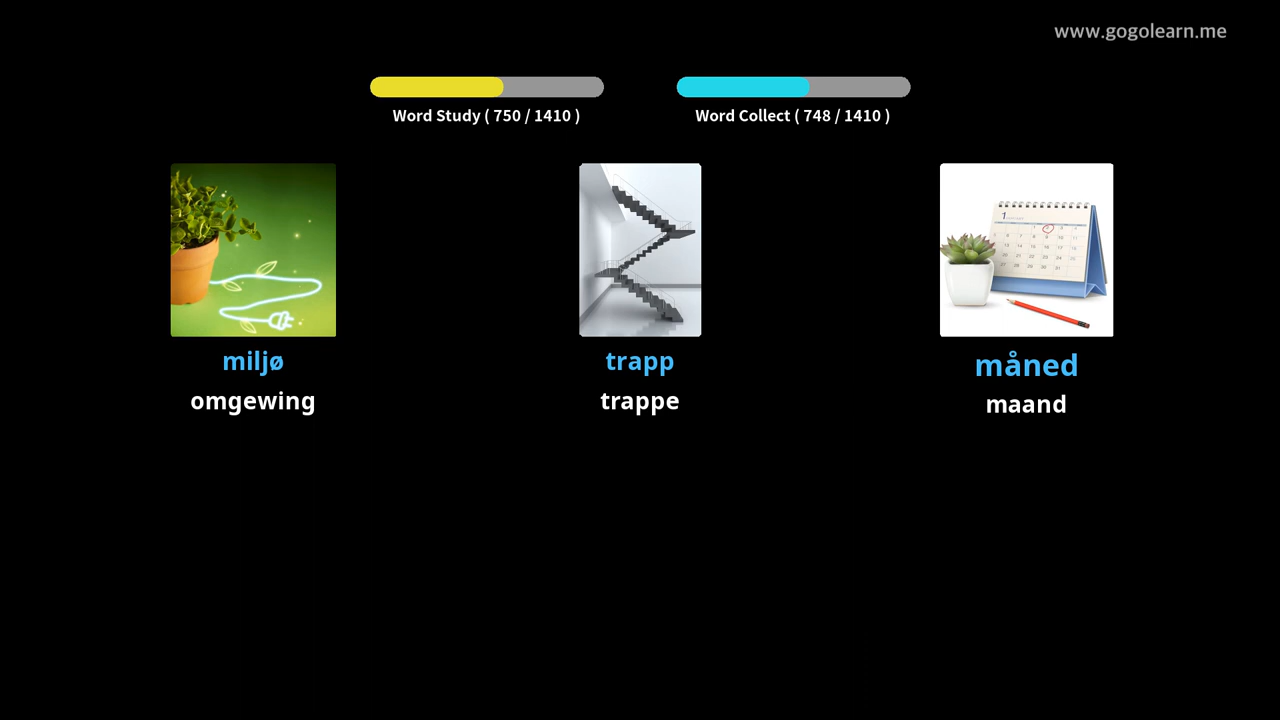 www.gogolearn.me
Word Study ( 750 / 1410 )
Word Collect ( 748 / 1410 )
miljø
omgewing
trapp
trappe
måned
maand